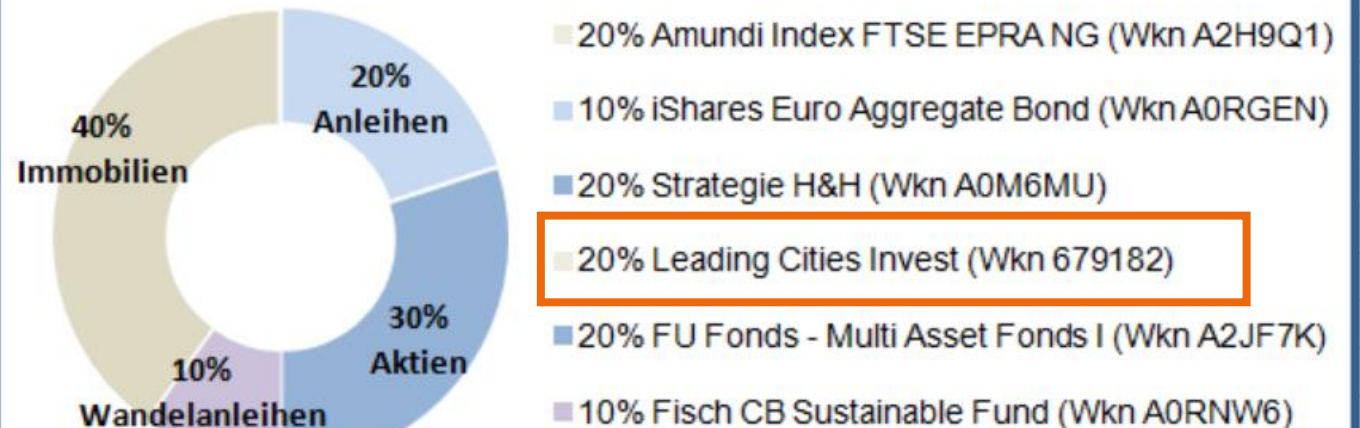 20%
Anleihen
40%
Immobilien
30%
Aktien
10%
Wandelanleihen
20% Amundi Index FTSE EPRA NG (Wkn A2H9Q1)
10% iShares Euro Aggregate Bond (Wkn A0RGEN)
20% Strategie H&H (Wkn A0M6MU)
20% Leading Cities Invest (Wkn 679182)
20% FU Fonds - Multi Asset Fonds I (Wkn A2JF7K)
10% Fisch CB Sustainable Fund (Wkn A0RNW6)